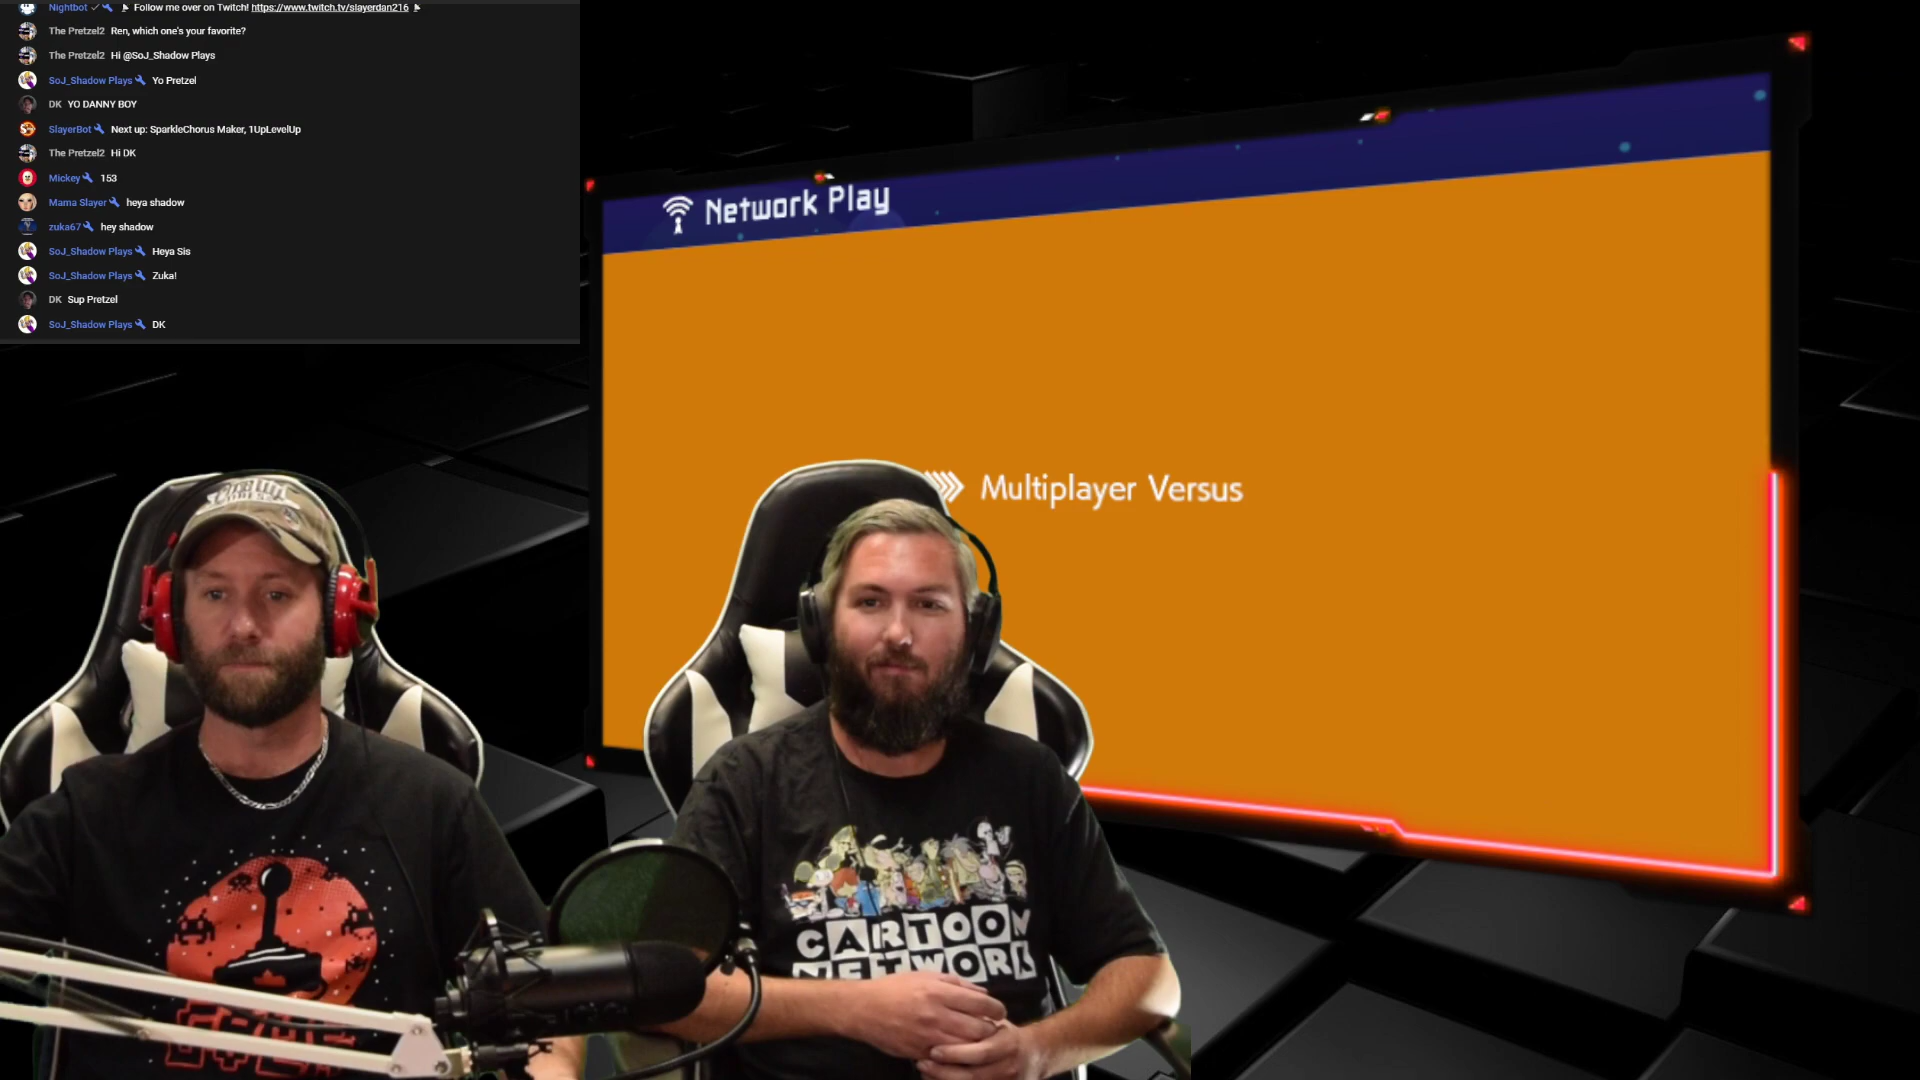 Nightbot Follow me over on Twitch! https://www.twitch.tv/slayerdan216
The Pretzel2 Ren, which one's your favorite?
The Pretzel2 Hi @SoJ_Shadow Plays
SoJ_Shadow Plays Yo Pretzel
DK YO DANNY BOY
SlayerBot Next up: SparkleChorus Maker, 1UpLevelUp
The Pretzel2 Hi DK
Mickey 153
Mama Slayer heya shadow
zuka67 hey shadow
SoJ_Shadow Plays Heya Sis
SoJ_Shadow Plays Zuka!
DK Sup Pretzel
SoJ_Shadow Plays DK
Network Play
Multiplayer Versus
CARTOON
NETWORK